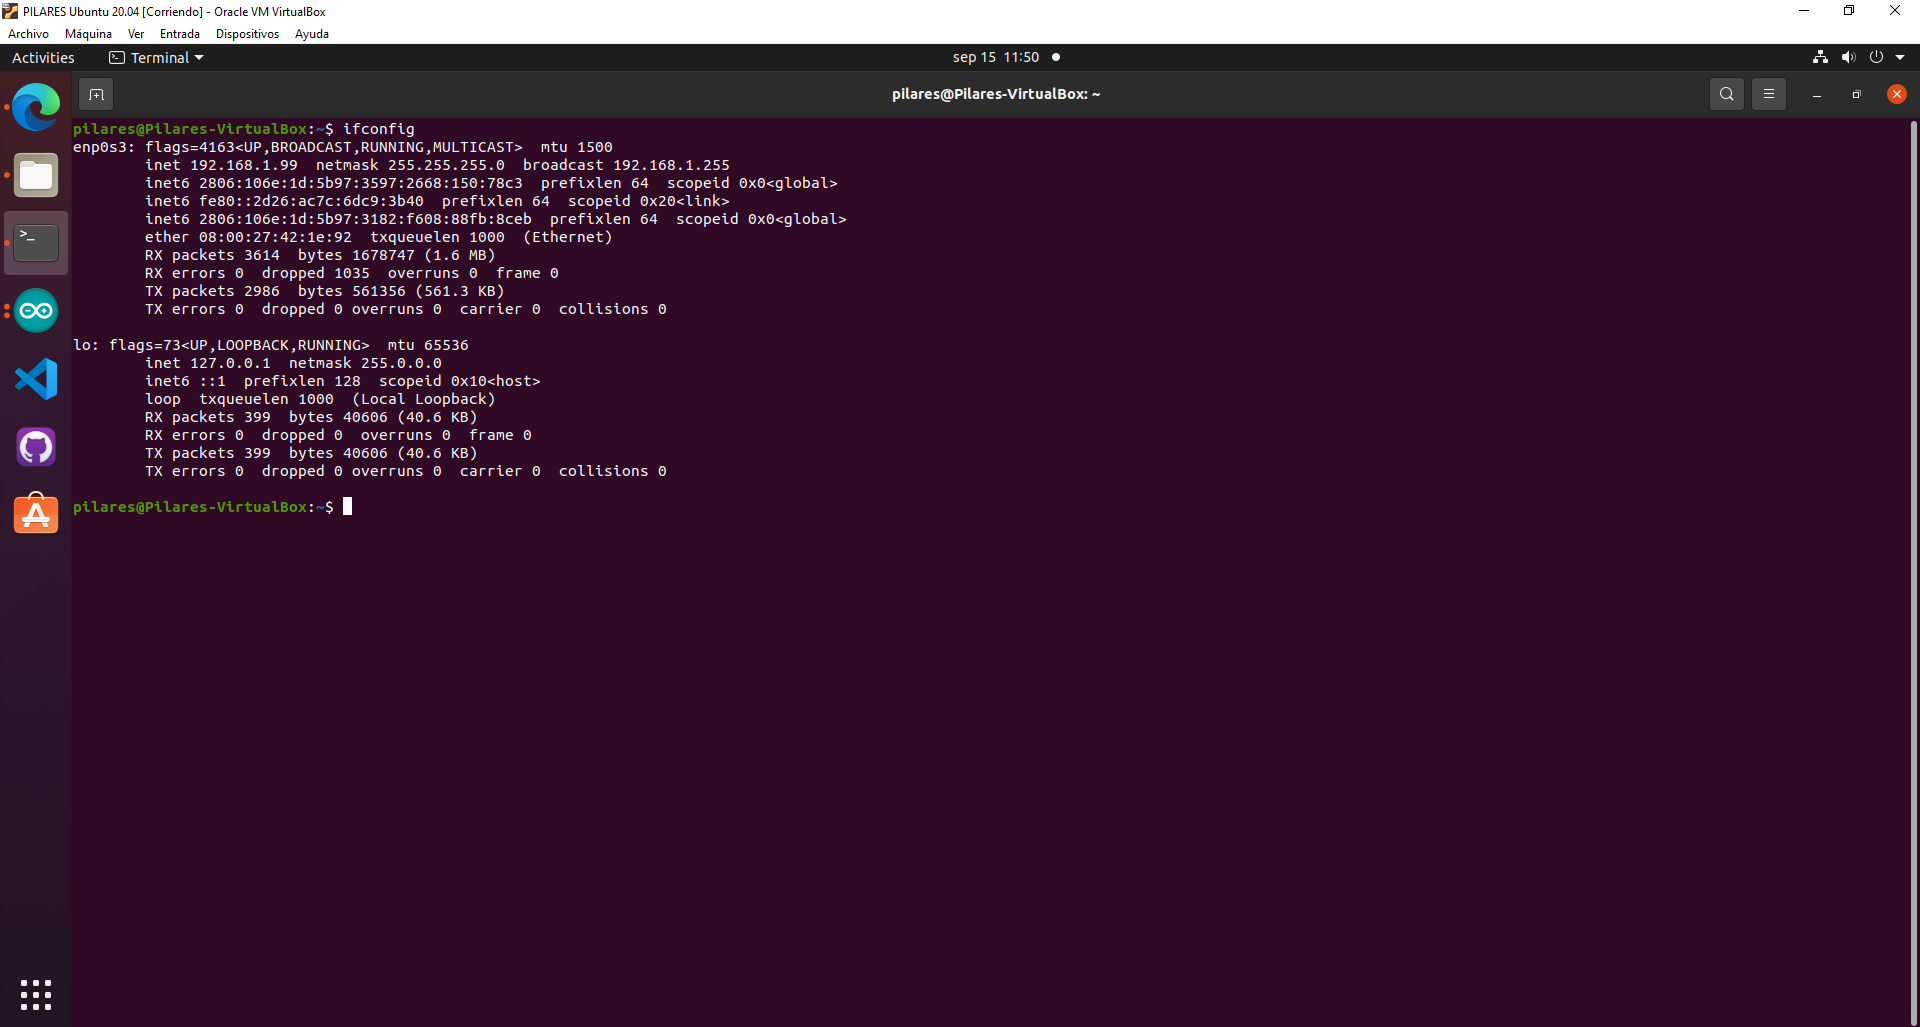 PILARES Ubuntu 20.04 [Corriendo] - Oracle VM VirtualBox
Archivo Máquina Ver Entrada Dispositivos Ayuda
Activities Terminal sep 15 11:50
pilares@Pilares-VirtualBox: ~
pilares@Pilares-VirtualBox:~$ ifconfig
enp0s3: flags=4163<UP,BROADCAST,RUNNING,MULTICAST>  mtu 1500
        inet 192.168.1.99  netmask 255.255.255.0  broadcast 192.168.1.255
        inet6 2806:106e:1d:5b97:3597:2668:150:78c3  prefixlen 64  scopeid 0x0<global>
        inet6 fe80::2d26:ac7c:6dc9:3b40  prefixlen 64  scopeid 0x20<link>
        inet6 2806:106e:1d:5b97:3182:f608:88fb:8ceb  prefixlen 64  scopeid 0x0<global>
        ether 08:00:27:42:1e:92  txqueuelen 1000  (Ethernet)
        RX packets 3614  bytes 1678747 (1.6 MB)
        RX errors 0  dropped 1035  overruns 0  frame 0
        TX packets 2986  bytes 561356 (561.3 KB)
        TX errors 0  dropped 0 overruns 0  carrier 0  collisions 0
lo: flags=73<UP,LOOPBACK,RUNNING>  mtu 65536
        inet 127.0.0.1  netmask 255.0.0.0
        inet6 ::1  prefixlen 128  scopeid 0x10<host>
        loop  txqueuelen 1000  (Local Loopback)
        RX packets 399  bytes 40606 (40.6 KB)
        RX errors 0  dropped 0  overruns 0  frame 0
        TX packets 399  bytes 40606 (40.6 KB)
        TX errors 0  dropped 0 overruns 0  carrier 0  collisions 0
pilares@Pilares-VirtualBox:~$